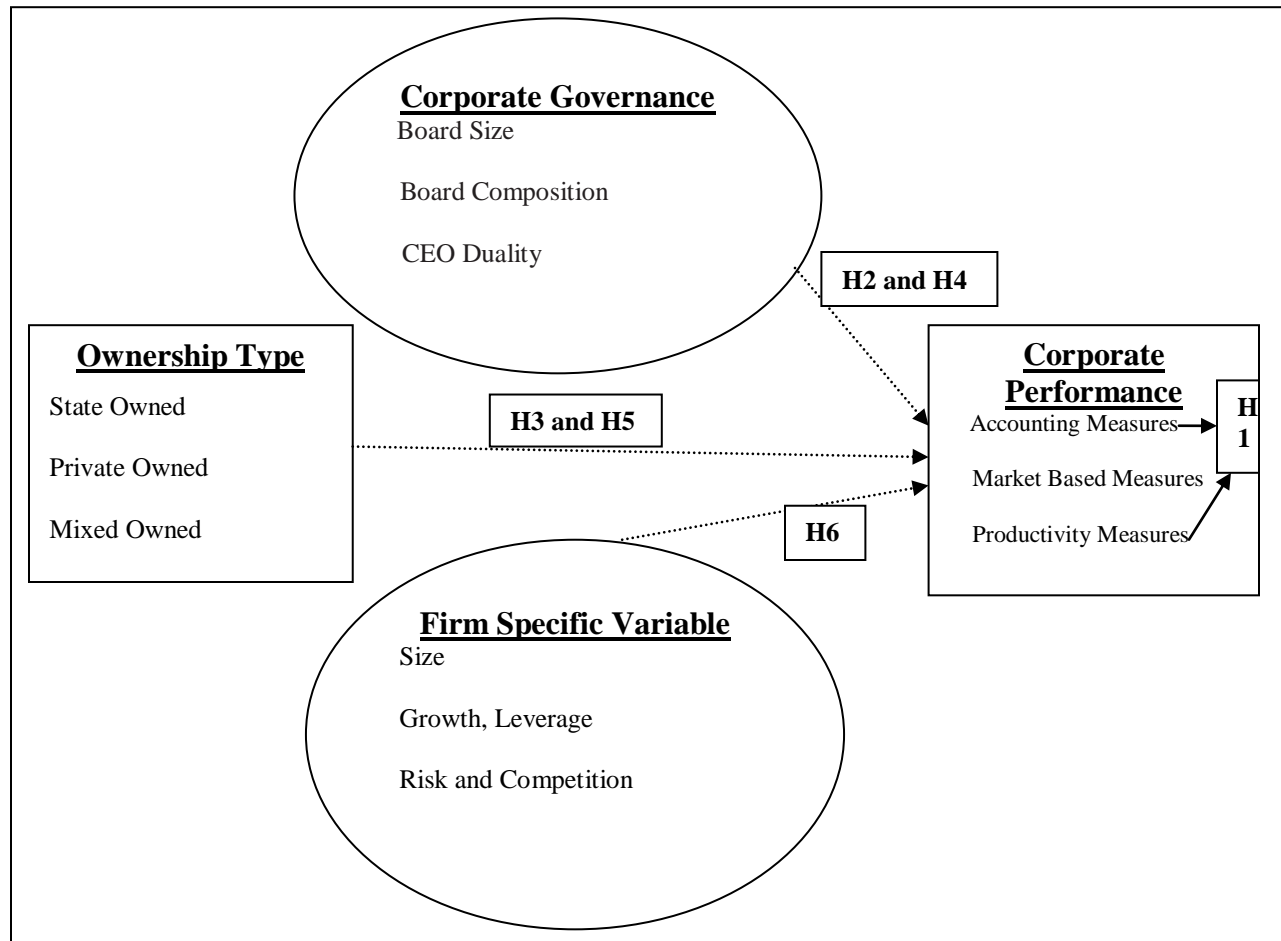 Corporate Governance
Board Size
Board Composition
CEO Duality
H2 and H4
Ownership Type
State Owned
Private Owned
Mixed Owned
H3 and H5
Corporate
Performance
Accounting Measures
Market Based Measures
Productivity Measures
H
1
H6
Firm Specific Variable
Size
Growth, Leverage
Risk and Competition